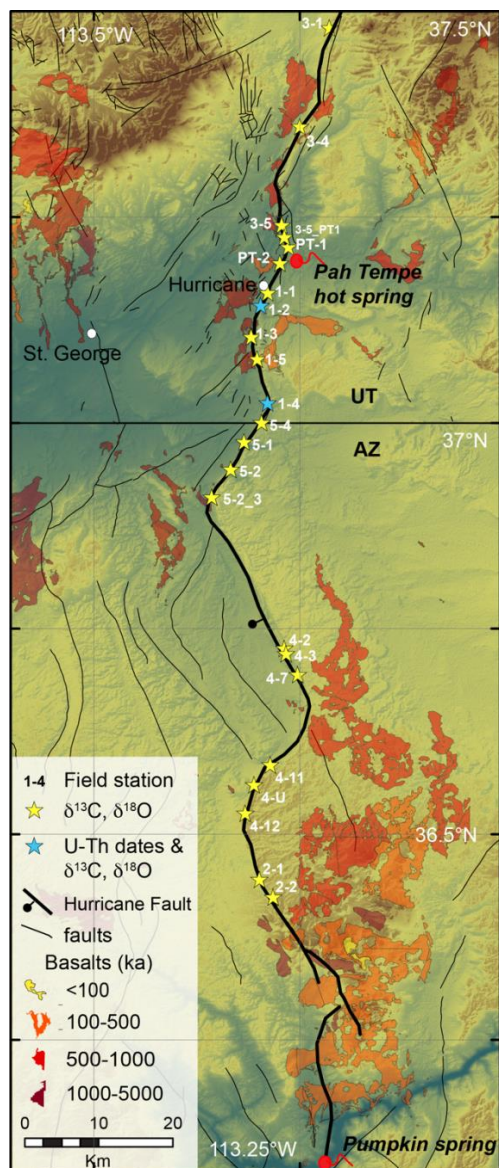 113.5°W
37.5°N
3-1
3-4
3-5
3-5_PT1
PT-1
PT-2
Pah Tempe
hot spring
Hurricane
1-1
1-2
1-3
St. George
1-5
UT
1-4
5-4
37°N
5-1
AZ
5-2
5-2_3
4-2
4-3
4-7
4-11
4-U
4-12
36.5°N
2-1
2-2
1-4 Field station
δ¹³C, δ¹⁸O
U-Th dates &
δ¹³C, δ¹⁸O
Hurricane Fault
faults
Basalts (ka)
<100
100-500
500-1000
1000-5000
0 10 20
Km
113.25°W
Pumpkin spring